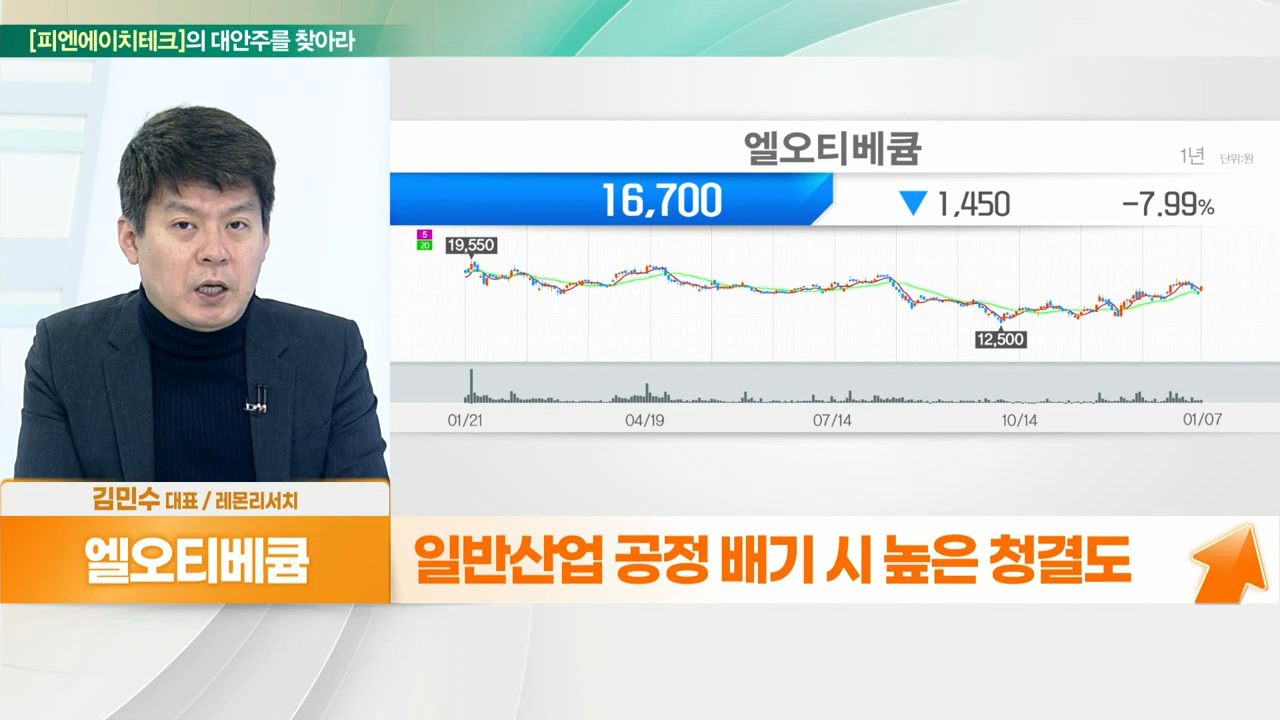 [피엔에이치테크]의 대안주를 찾아라
엘오티베큠
1년 단위:원
16,700 ▼ 1,450 -7.99%
5
20
19,550
12,500
01/21 04/19 07/14 10/14 01/07
김민수 대표 / 레몬리서치
엘오티베큠
일반산업 공정 배기 시 높은 청결도